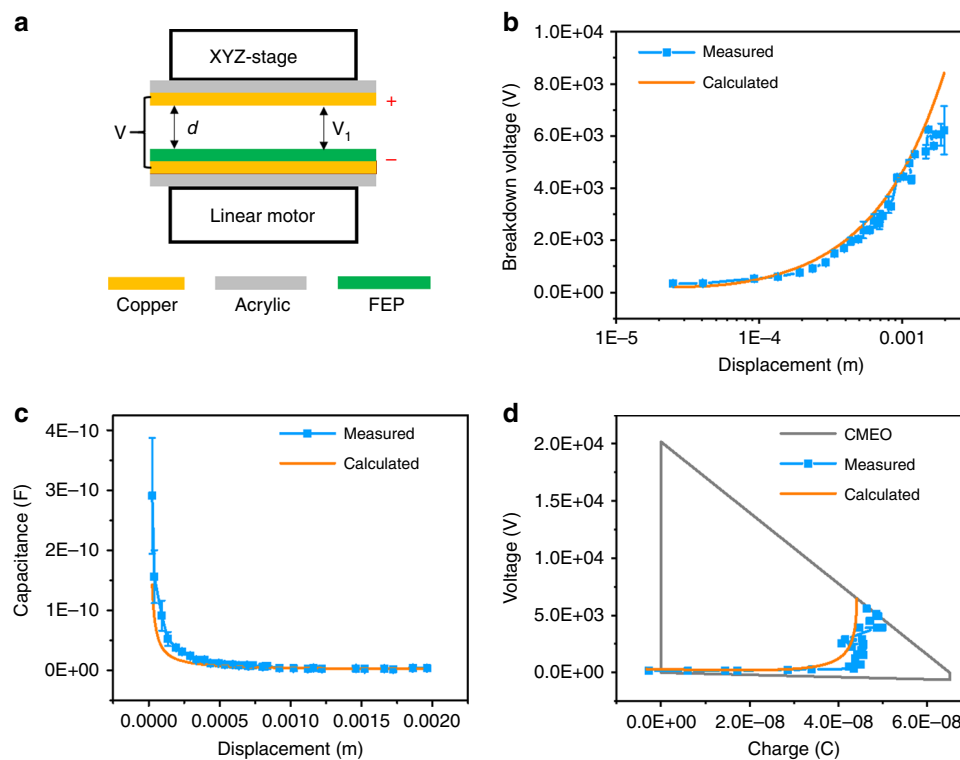 a
XYZ-stage
+
V
d
V1
–
Linear motor
Copper
Acrylic
FEP
b
1.0E+04
8.0E+03
6.0E+03
4.0E+03
2.0E+03
0.0E+00
Breakdown voltage (V)
Measured
Calculated
1E–5
1E–4
0.001
Displacement (m)
c
4E–10
3E–10
2E–10
1E–10
0E+00
Capacitance (F)
Measured
Calculated
0.0000
0.0005
0.0010
0.0015
0.0020
Displacement (m)
d
2.0E+04
1.5E+04
1.0E+04
5.0E+03
0.0E+00
Voltage (V)
CMEO
Measured
Calculated
0.0E+00
2.0E–08
4.0E–08
6.0E–08
Charge (C)